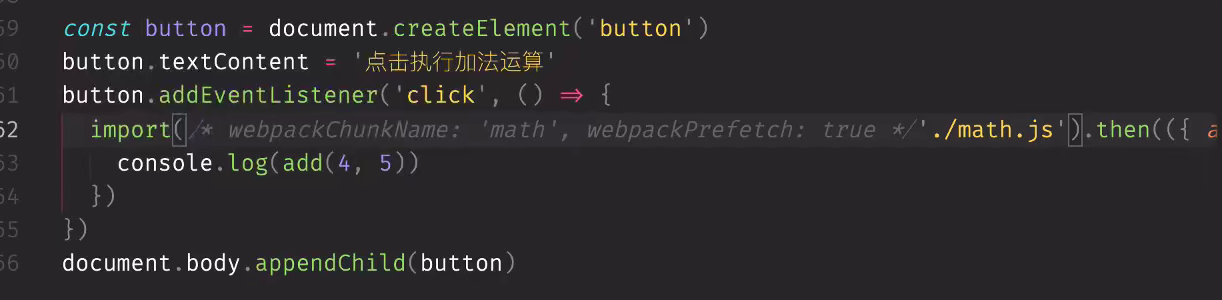 59 const button = document.createElement('button')
60 button.textContent = '点击执行加法运算'
61 button.addEventListener('click', () => {
62 import(/* webpackChunkName: 'math', webpackPrefetch: true */'./math.js').then(({ a
63 console.log(add(4, 5))
64 })
65 })
66 document.body.appendChild(button)